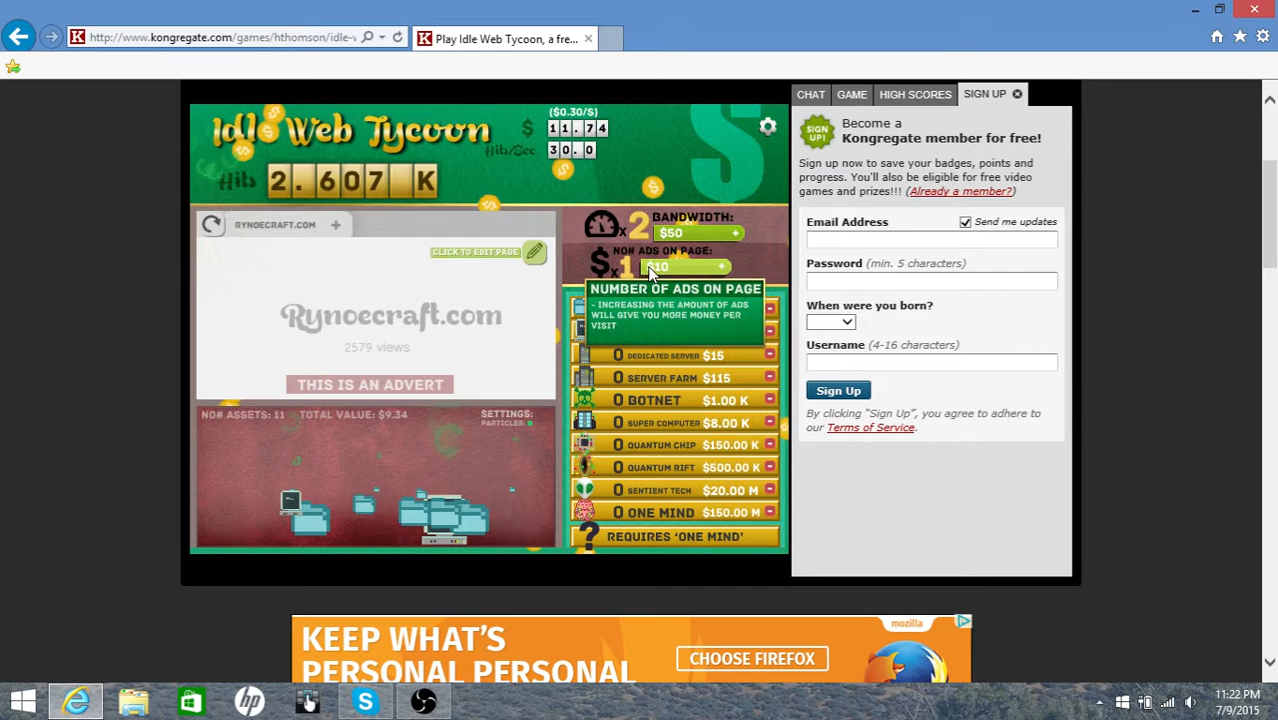 http://www.kongregate.com/games/hthomson/idle-v
Play Idle Web Tycoon, a fre...
Idle Web Tycoon
($0.30/S)
$ 11.74
Hib/Sec 30.0
Hits 2.607 K
RYNOECRAFT.COM +
CLICK TO EDIT PAGE
Rynoecraft.com
2579 views
THIS IS AN ADVERT
x2 BANDWIDTH:
$50 +
NO# ADS ON PAGE:
$x1 $10 +
NUMBER OF ADS ON PAGE
- INCREASING THE AMOUNT OF ADS
WILL GIVE YOU MORE MONEY PER
VISIT
0 DEDICATED SERVER $15
0 SERVER FARM $115
0 BOTNET $1.00 K
0 SUPER COMPUTER $8.00 K
0 QUANTUM CHIP $150.00 K
0 QUANTUM RIFT $500.00 K
0 SENTIENT TECH $20.00 M
0 ONE MIND $150.00 M
? REQUIRES 'ONE MIND'
NO# ASSETS: 11 TOTAL VALUE: $9.34
SETTINGS:
PARTICLES:
CHAT GAME HIGH SCORES SIGN UP
SIGN UP!
Become a
Kongregate member for free!
Sign up now to save your badges, points and
progress. You'll also be eligible for free video
games and prizes!!! (Already a member?)
Email Address Send me updates
Password (min. 5 characters)
When were you born?
Username (4-16 characters)
Sign Up
By clicking "Sign Up", you agree to adhere to
our Terms of Service.
mozilla
KEEP WHAT'S
PERSONAL PERSONAL
CHOOSE FIREFOX
11:22 PM
7/9/2015